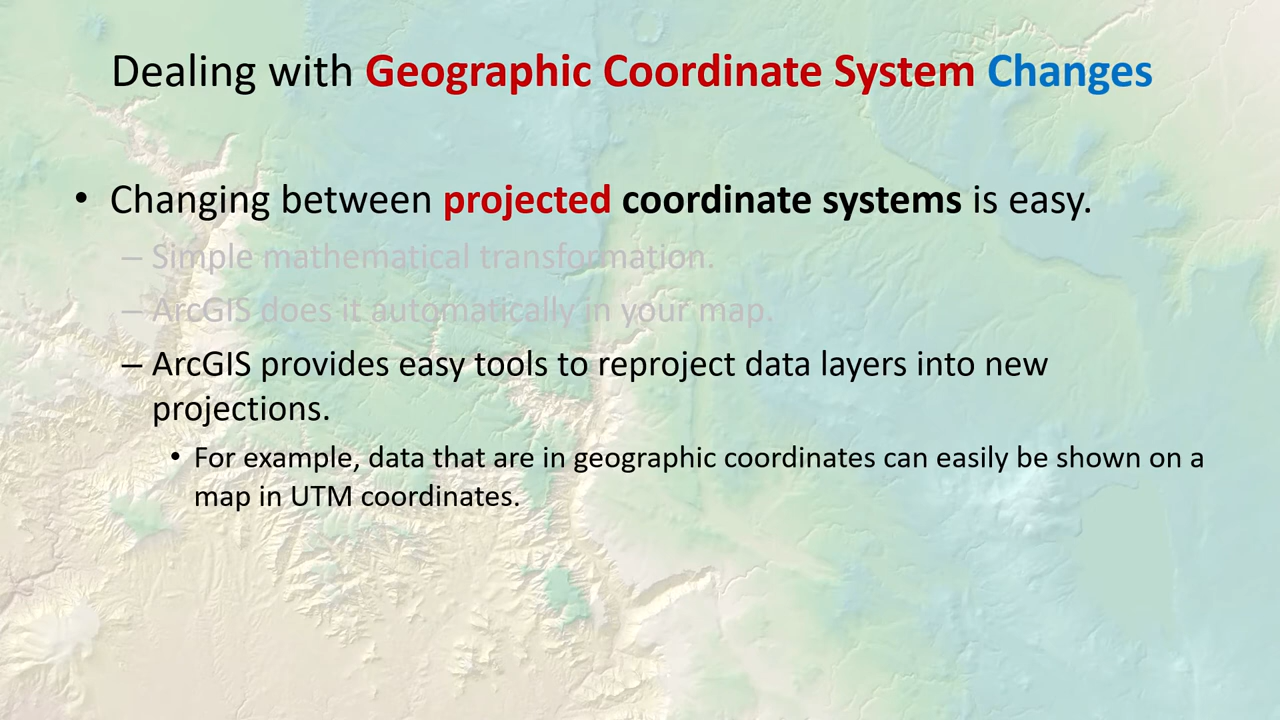 Dealing with Geographic Coordinate System Changes
• Changing between projected coordinate systems is easy.
– Simple mathematical transformation.
– ArcGIS does it automatically in your map.
– ArcGIS provides easy tools to reproject data layers into new
projections.
• For example, data that are in geographic coordinates can easily be shown on a
map in UTM coordinates.